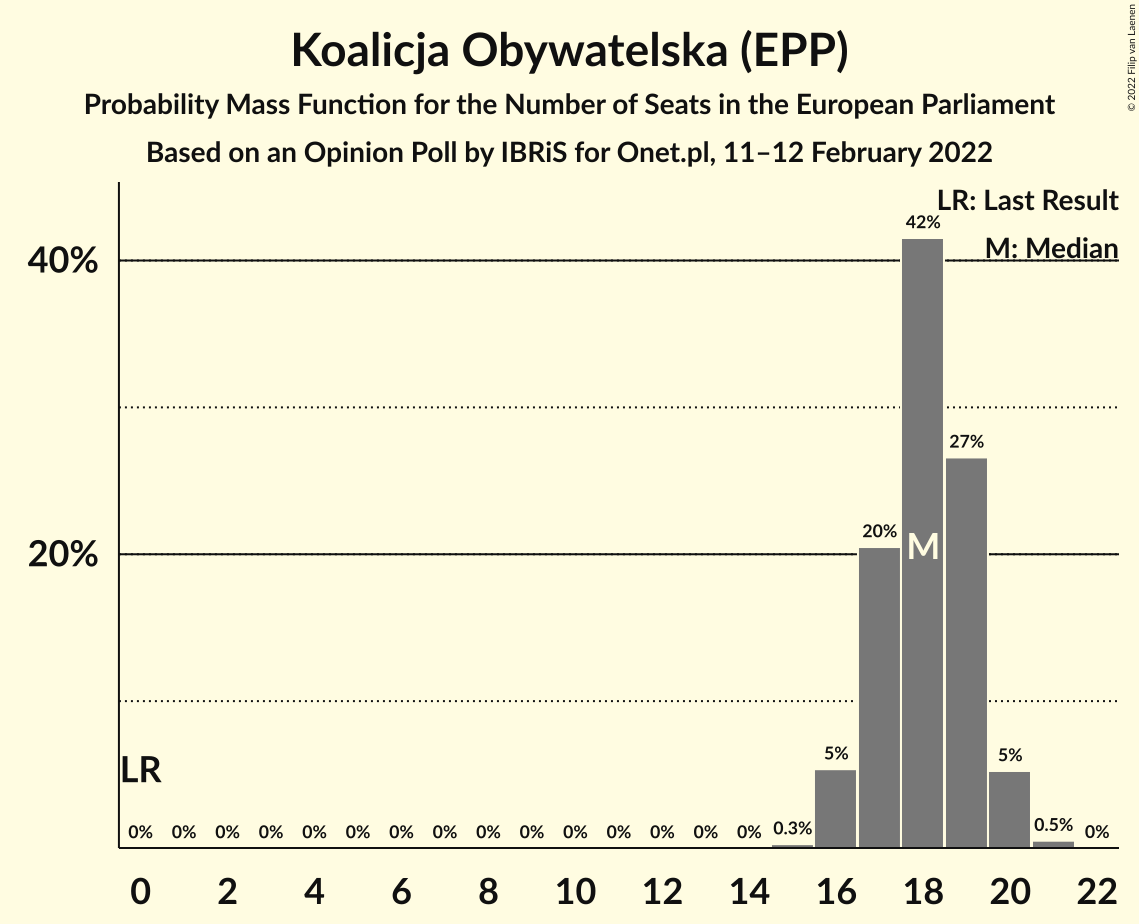 Koalicja Obywatelska (EPP)
Probability Mass Function for the Number of Seats in the European Parliament
Based on an Opinion Poll by IBRiS for Onet.pl, 11–12 February 2022
© 2022 Filip van Laenen
LR: Last Result
M: Median
42%
40%
27%
20%
20%
M
5%
5%
LR
0% 0% 0% 0% 0% 0% 0% 0% 0% 0% 0% 0% 0% 0% 0% 0.3% 0.5% 0%
0 2 4 6 8 10 12 14 16 18 20 22